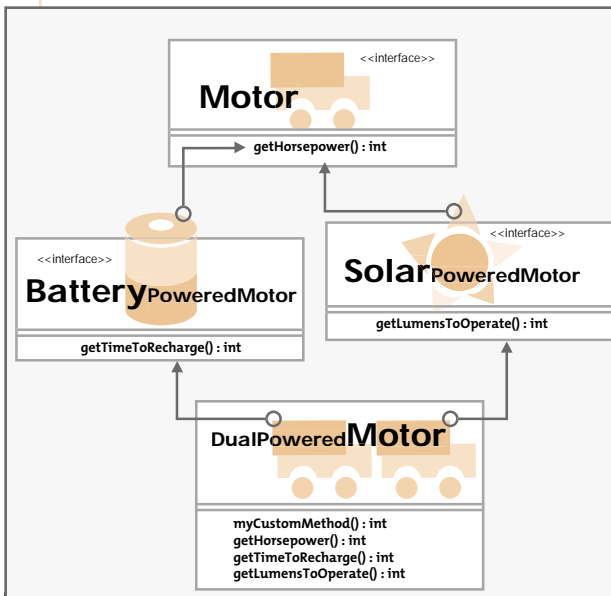 <<interface>>
Motor
getHorsepower() : int
<<interface>>
BatteryPoweredMotor
getTimeToRecharge() : int
<<interface>>
SolarPoweredMotor
getLumensToOperate() : int
DualPoweredMotor
myCustomMethod() : int
getHorsepower() : int
getTimeToRecharge() : int
getLumensToOperate() : int